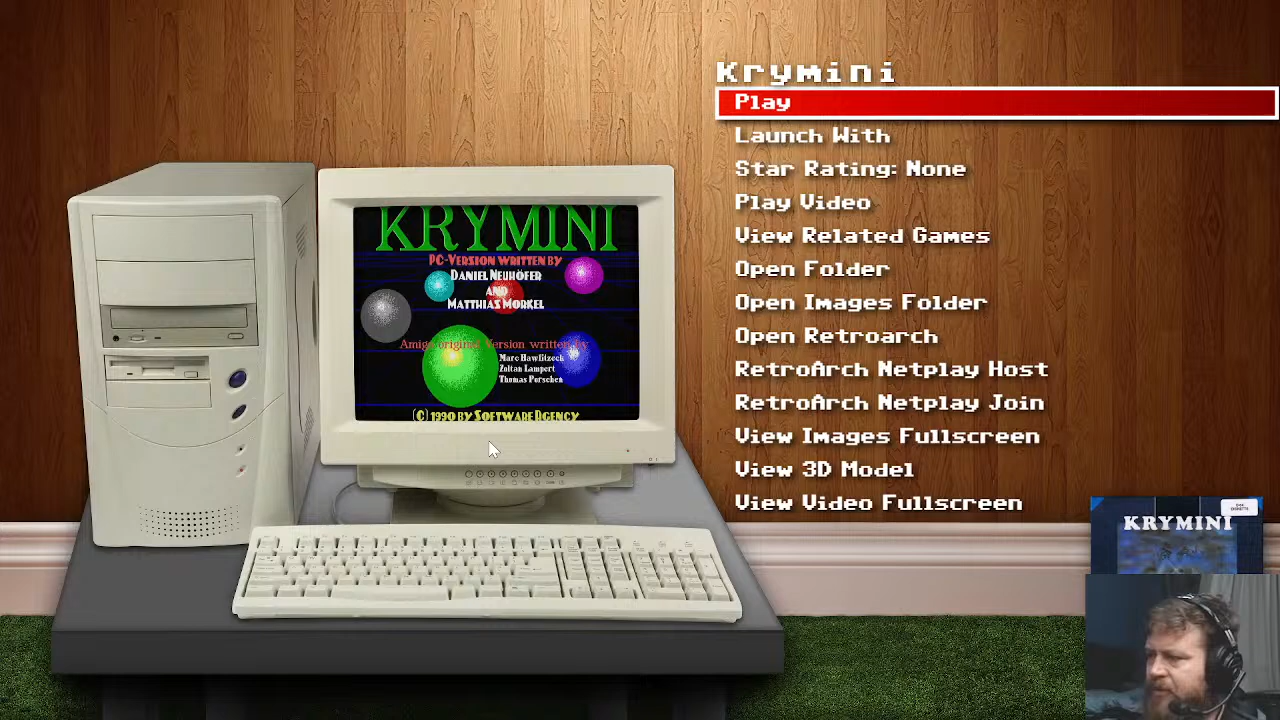 Krymini
Play
Launch With
Star Rating: None
Play Video
View Related Games
Open Folder
Open Images Folder
Open Retroarch
RetroArch Netplay Host
RetroArch Netplay Join
View Images Fullscreen
View 3D Model
View Video Fullscreen
KRYMINI
PC-VERSION WRITTEN BY
DANIEL NEUHÖFER
AND
MATTHIAS MORKEL
Amiga original Version written by
Marc Hawlitzeck
Zoltan Lampert
Thomas Porschen
(C) 1990 BY SOFTWARE AGENCY
KRYMINI